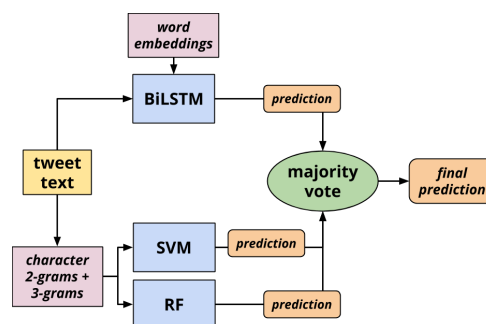 word
embeddings
BiLSTM
prediction
tweet
text
majority
vote
final
prediction
character
2-grams +
3-grams
SVM
prediction
RF
prediction